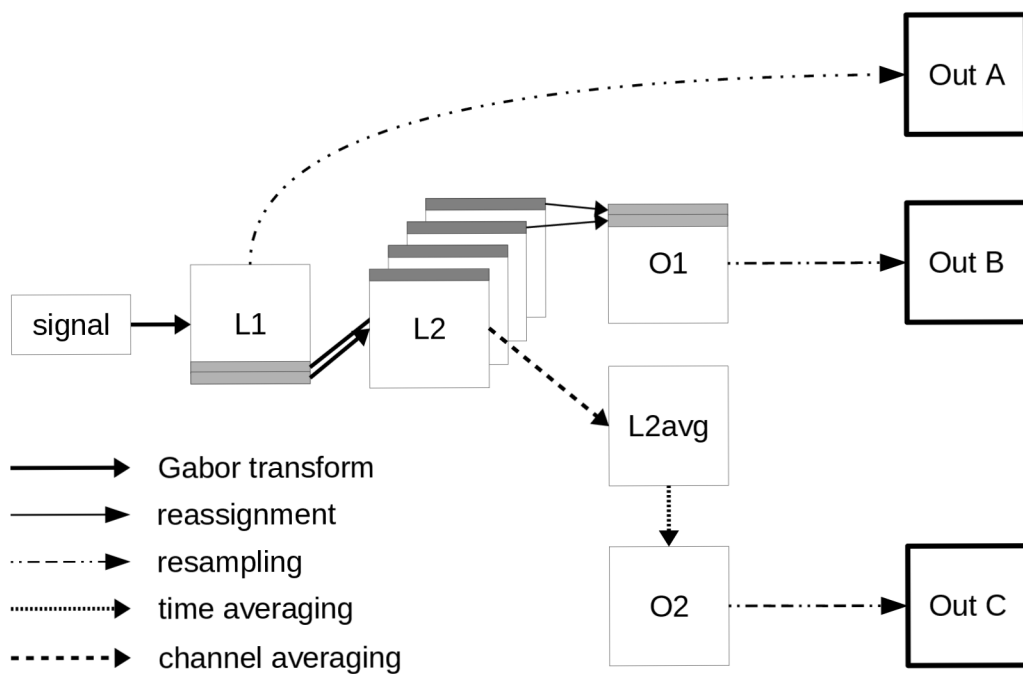 Out A
signal
L1
L2
O1
Out B
L2avg
O2
Out C
Gabor transform
reassignment
resampling
time averaging
channel averaging